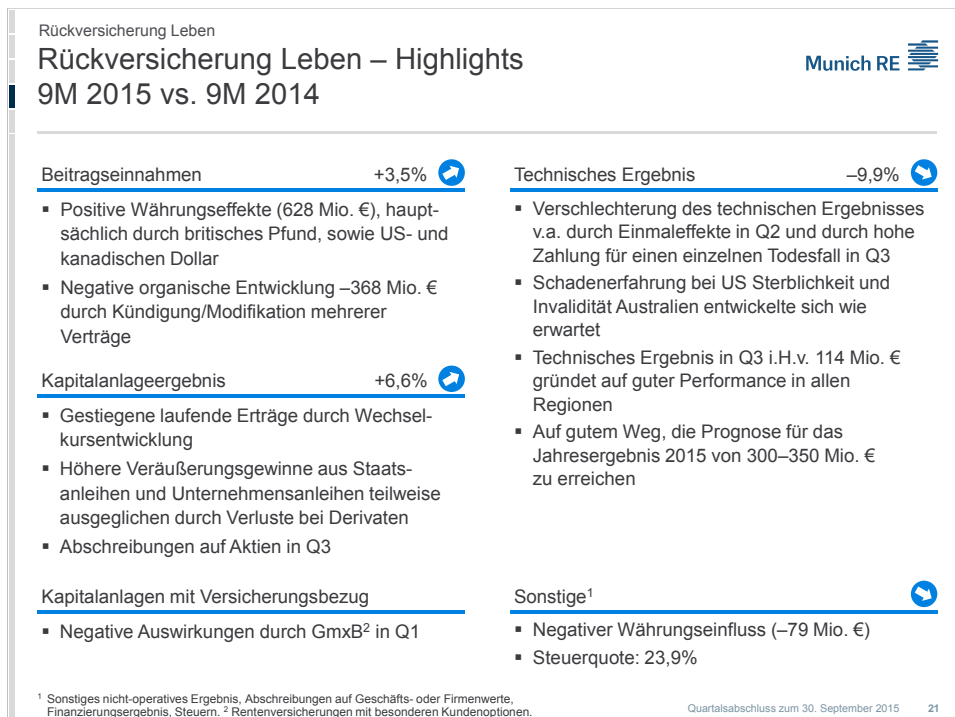 Rückversicherung Leben
Rückversicherung Leben – Highlights
9M 2015 vs. 9M 2014
Munich RE
Beitragseinnahmen +3,5%
▪ Positive Währungseffekte (628 Mio. €), haupt-
sächlich durch britisches Pfund, sowie US- und
kanadischen Dollar
▪ Negative organische Entwicklung –368 Mio. €
durch Kündigung/Modifikation mehrerer
Verträge
Kapitalanlageergebnis +6,6%
▪ Gestiegene laufende Erträge durch Wechsel-
kursentwicklung
▪ Höhere Veräußerungsgewinne aus Staats-
anleihen und Unternehmensanleihen teilweise
ausgeglichen durch Verluste bei Derivaten
▪ Abschreibungen auf Aktien in Q3
Kapitalanlagen mit Versicherungsbezug
▪ Negative Auswirkungen durch GmxB² in Q1
Technisches Ergebnis –9,9%
▪ Verschlechterung des technischen Ergebnisses
v.a. durch Einmaleffekte in Q2 und durch hohe
Zahlung für einen einzelnen Todesfall in Q3
▪ Schadenerfahrung bei US Sterblichkeit und
Invalidität Australien entwickelte sich wie
erwartet
▪ Technisches Ergebnis in Q3 i.H.v. 114 Mio. €
gründet auf guter Performance in allen
Regionen
▪ Auf gutem Weg, die Prognose für das
Jahresergebnis 2015 von 300–350 Mio. €
zu erreichen
Sonstige¹
▪ Negativer Währungseinfluss (–79 Mio. €)
▪ Steuerquote: 23,9%
¹ Sonstiges nicht-operatives Ergebnis, Abschreibungen auf Geschäfts- oder Firmenwerte,
Finanzierungsergebnis, Steuern. ² Rentenversicherungen mit besonderen Kundenoptionen.
Quartalsabschluss zum 30. September 2015 21